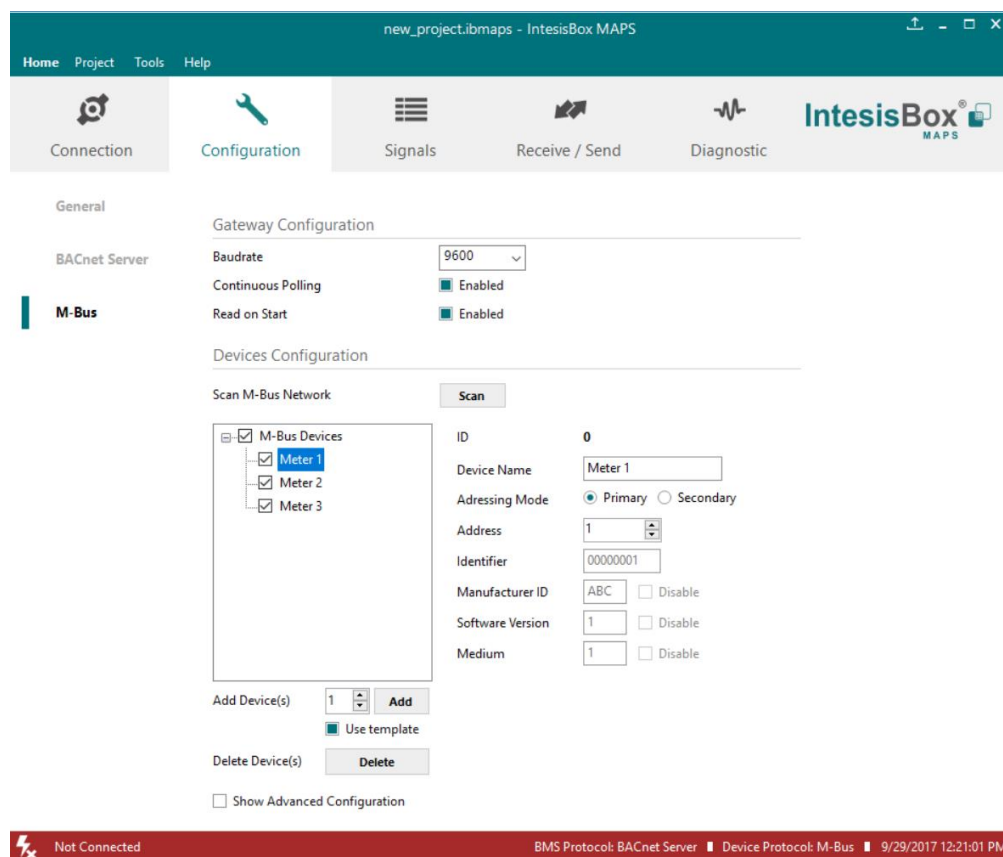 new_project.ibmaps - IntesisBox MAPS
Home Project Tools Help
Connection Configuration Signals Receive / Send Diagnostic IntesisBox® MAPS
General
Gateway Configuration
BACnet Server
Baudrate 9600
Continuous Polling Enabled
M-Bus
Read on Start Enabled
Devices Configuration
Scan M-Bus Network Scan
M-Bus Devices
Meter 1
Meter 2
Meter 3
ID 0
Device Name Meter 1
Adressing Mode Primary Secondary
Address 1
Identifier 00000001
Manufacturer ID ABC Disable
Software Version 1 Disable
Medium 1 Disable
Add Device(s) 1 Add
Use template
Delete Device(s) Delete
Show Advanced Configuration
Not Connected BMS Protocol: BACnet Server Device Protocol: M-Bus 9/29/2017 12:21:01 PM